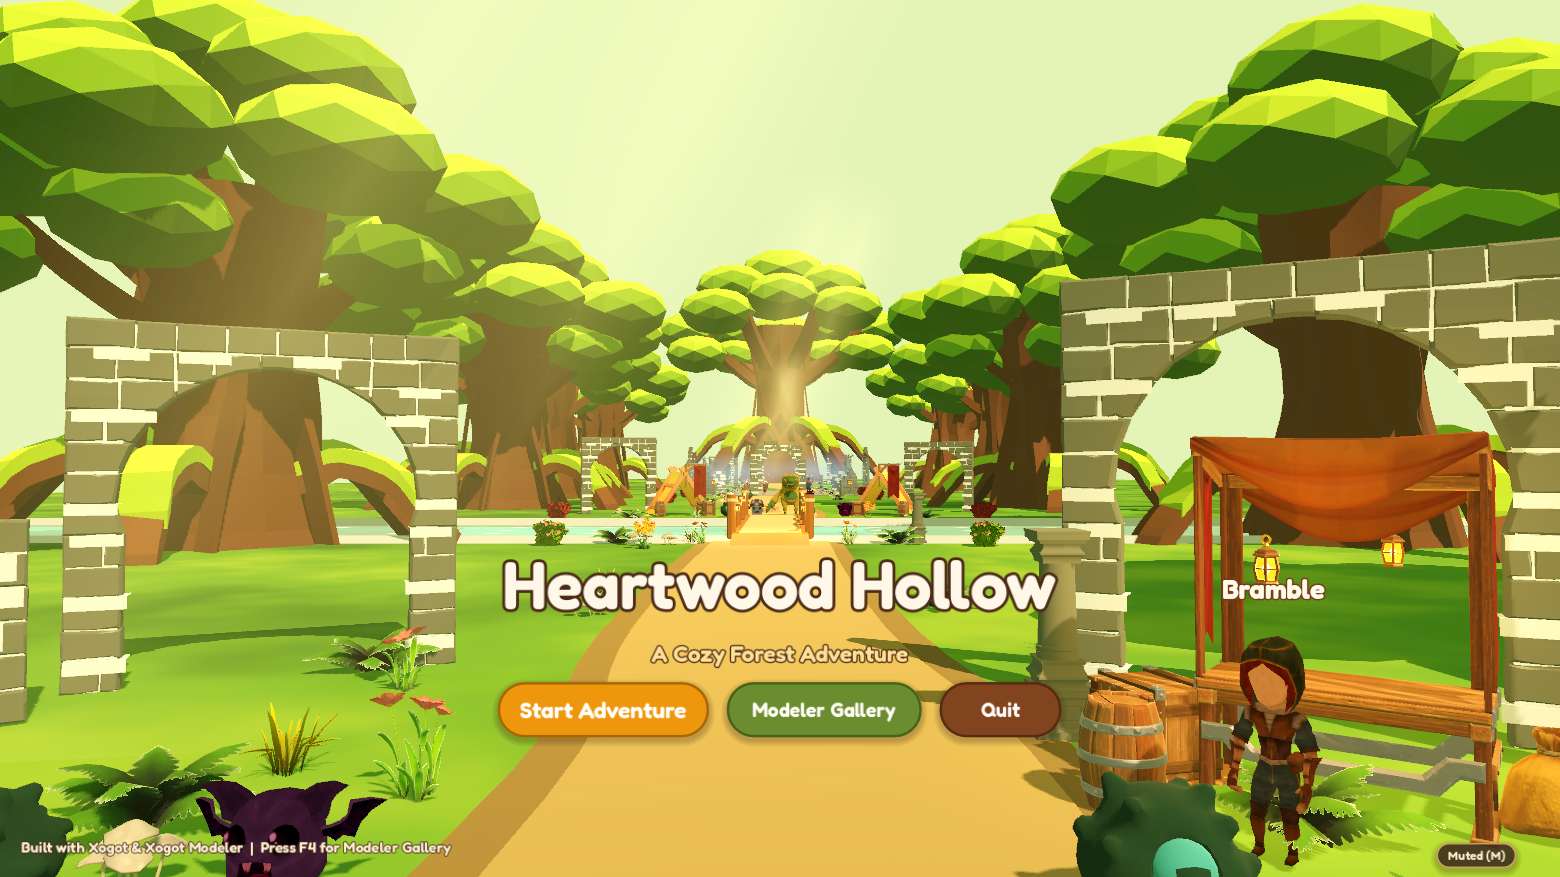 Bramble
Heartwood Hollow
A Cozy Forest Adventure
Start Adventure
Modeler Gallery
Quit
Built with Xogot & Xogot Modeler | Press F4 for Modeler Gallery
Muted (M)